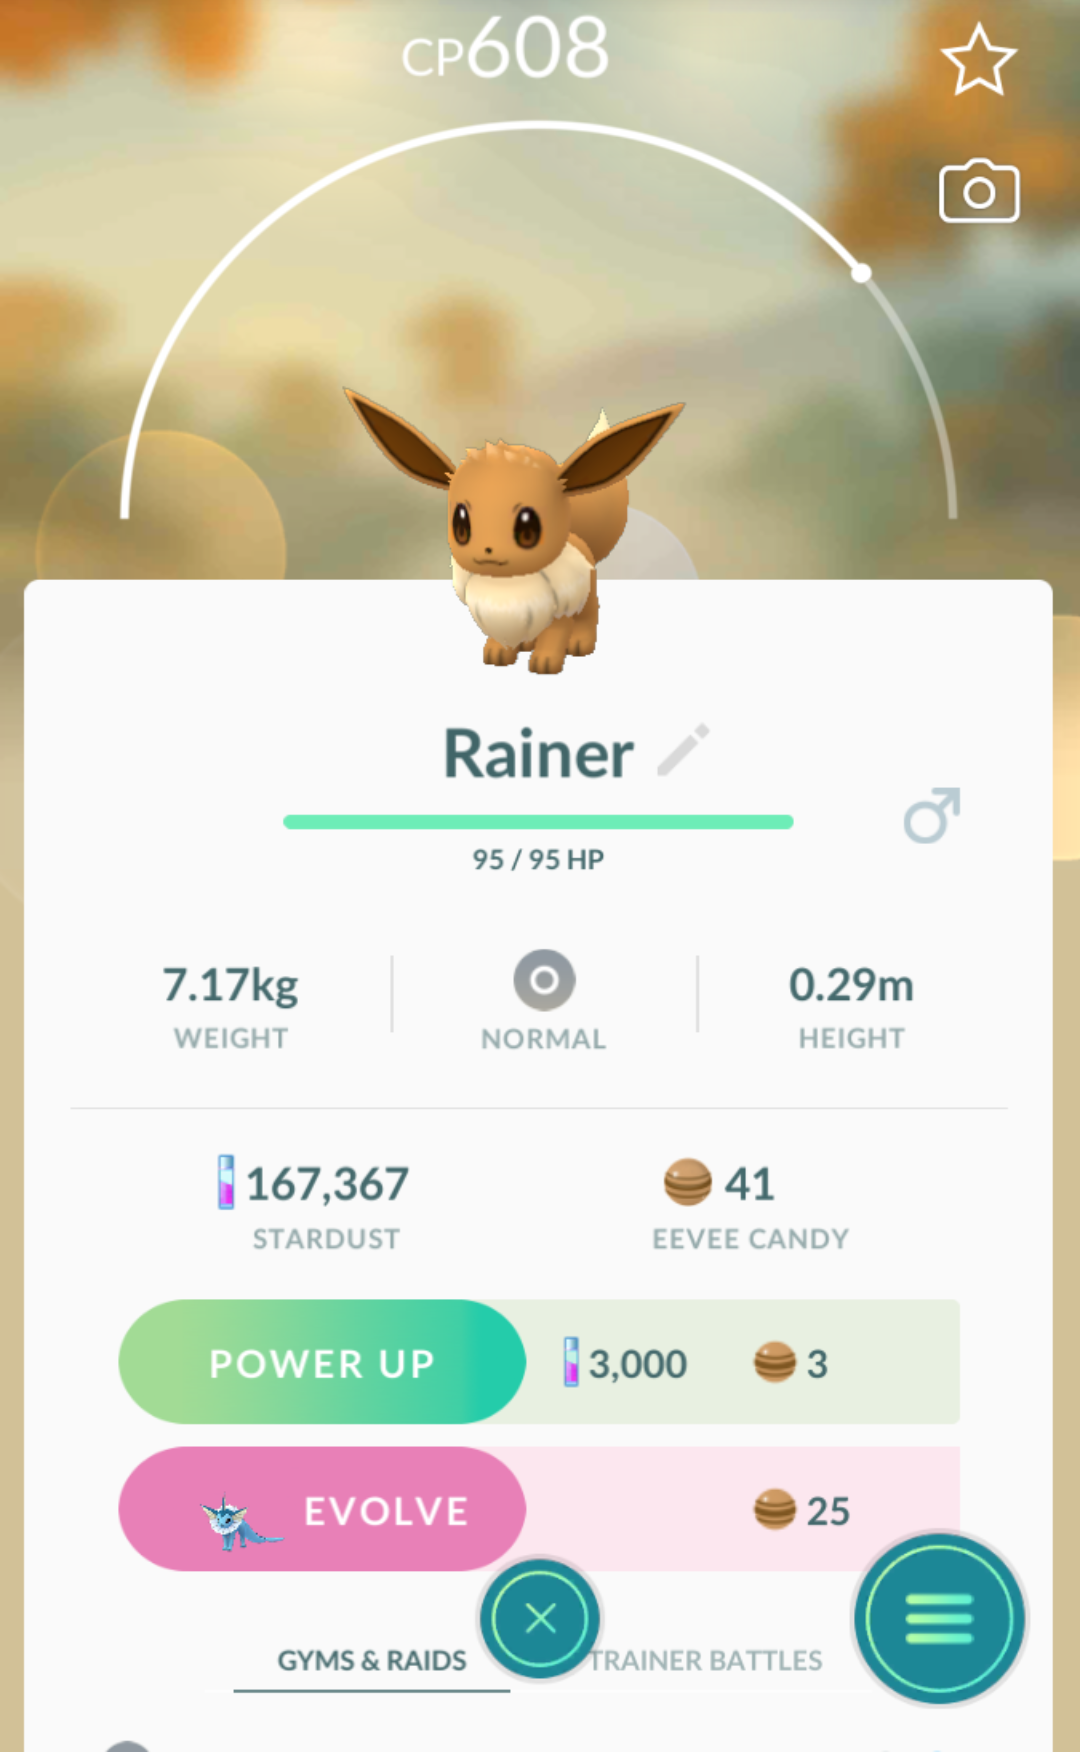 CP608
Rainer
95 / 95 HP
7.17kg
WEIGHT
NORMAL
0.29m
HEIGHT
167,367
STARDUST
41
EEVEE CANDY
POWER UP
3,000
3
EVOLVE
25
GYMS & RAIDS
TRAINER BATTLES